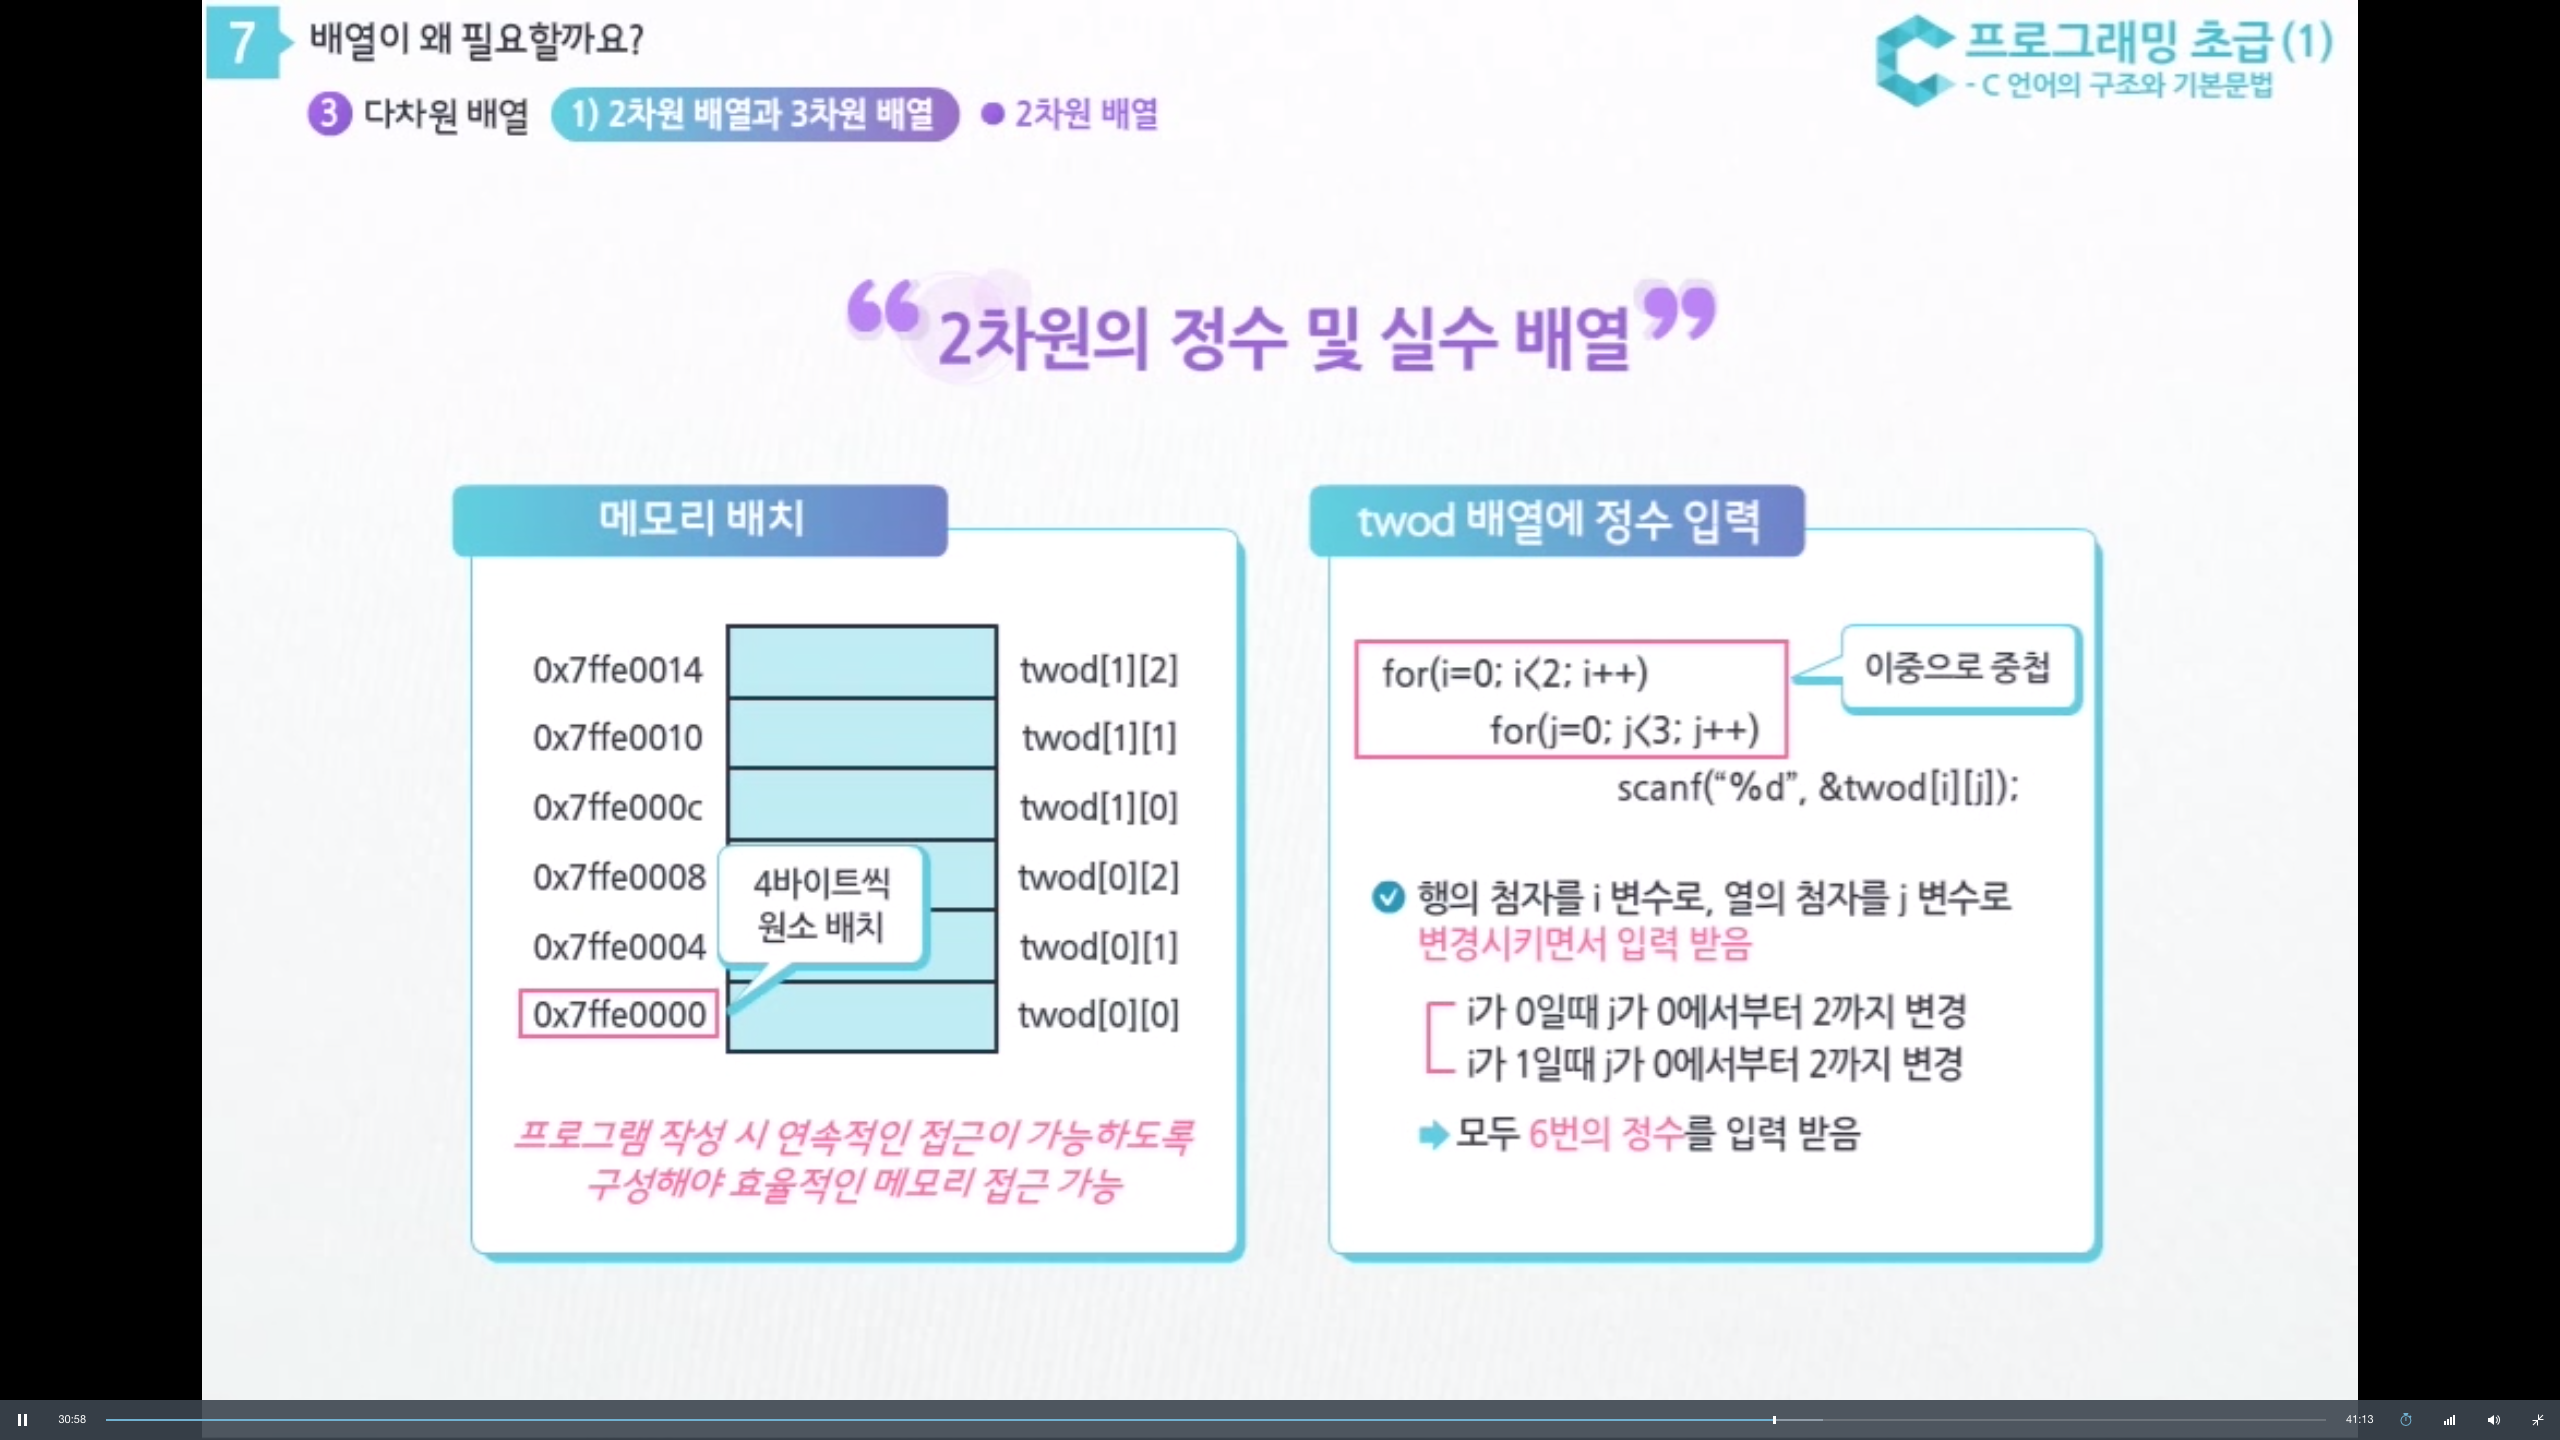 7 배열이 왜 필요할까요?
프로그래밍 초급(1)
- C 언어의 구조와 기본문법
3 다차원 배열 1) 2차원 배열과 3차원 배열 ● 2차원 배열
“ 2차원의 정수 및 실수 배열 ”
메모리 배치
0x7ffe0014 twod[1][2]
0x7ffe0010 twod[1][1]
0x7ffe000c twod[1][0]
0x7ffe0008 twod[0][2]
0x7ffe0004 twod[0][1]
0x7ffe0000 twod[0][0]
4바이트씩
원소 배치
프로그램 작성 시 연속적인 접근이 가능하도록
구성해야 효율적인 메모리 접근 가능
twod 배열에 정수 입력
for(i=0; i<2; i++)
for(j=0; j<3; j++)
이중으로 중첩
scanf(“%d”, &twod[i][j]);
행의 첨자를 i 변수로, 열의 첨자를 j 변수로
변경시키면서 입력 받음
i가 0일때 j가 0에서부터 2까지 변경
i가 1일때 j가 0에서부터 2까지 변경
모두 6번의 정수를 입력 받음
30:58
41:13